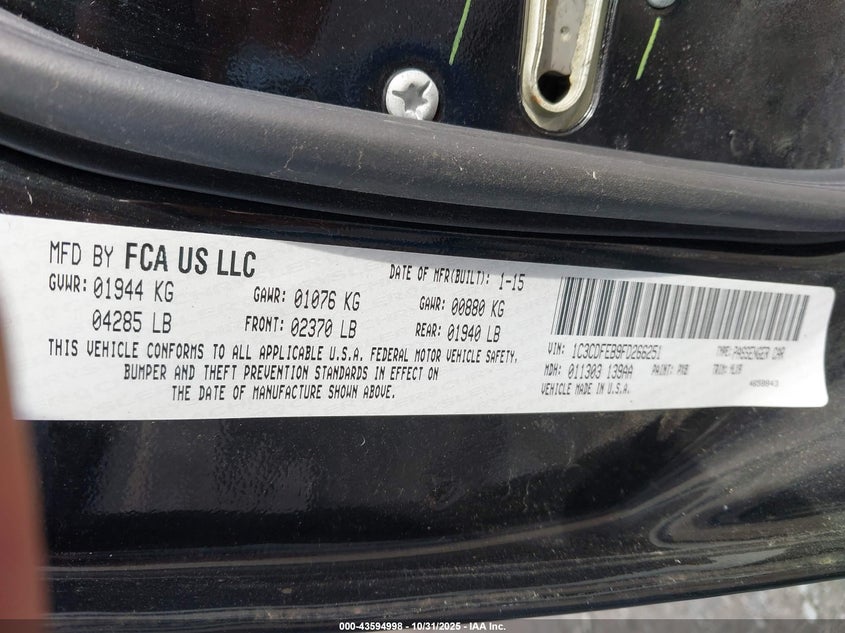 MFD BY FCA US LLC
DATE OF MFR(BUILT): 1-15
GVWR: 01944 KG
GAWR: 01076 KG
GAWR: 00880 KG
04285 LB
FRONT: 02370 LB
REAR: 01940 LB
THIS VEHICLE CONFORMS TO ALL APPLICABLE U.S.A. FEDERAL MOTOR VEHICLE SAFETY,
BUMPER AND THEFT PREVENTION STANDARDS IN EFFECT ON
THE DATE OF MANUFACTURE SHOWN ABOVE.
VIN: 1C3CDFEB9FD266251
TYPE: PASSENGER CAR
MDH: 011303 139AA
PAINT: PXB
TRIM:
VEHICLE MADE IN U.S.A.
000-43594998 - 10/31/2025 - IAA Inc.